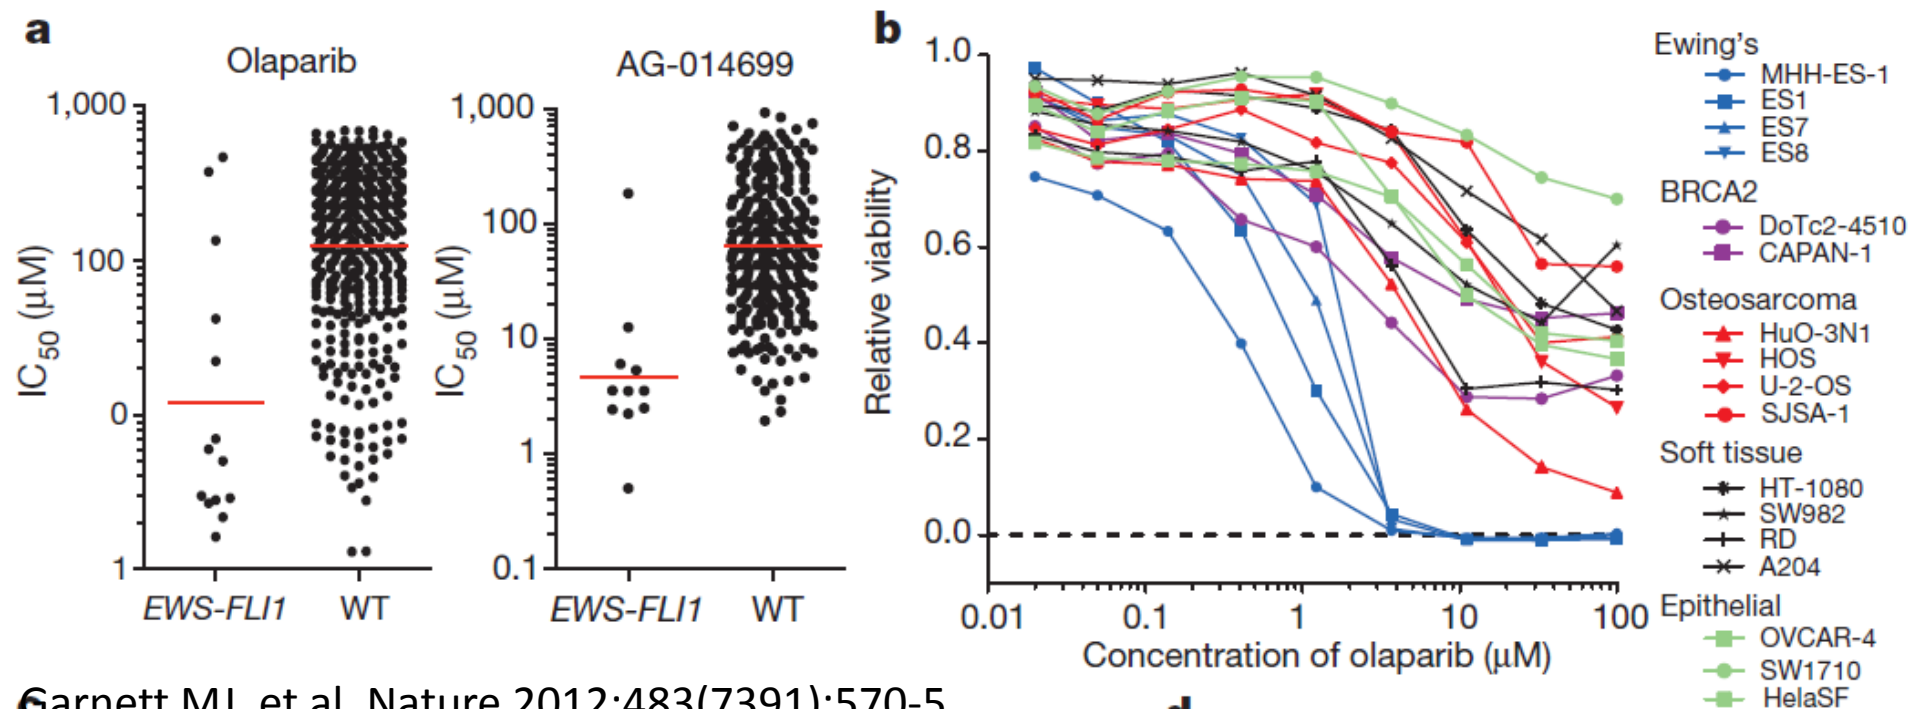 a
Olaparib
1,000
100
0
1
IC50 (μM)
EWS-FLI1 WT
AG-014699
1,000
100
10
1
0.1
IC50 (μM)
EWS-FLI1 WT
b
1.0
0.8
0.6
0.4
0.2
0.0
Relative viability
0.01 0.1 1 10 100
Concentration of olaparib (μM)
Ewing's
MHH-ES-1
ES1
ES7
ES8
BRCA2
DoTc2-4510
CAPAN-1
Osteosarcoma
HuO-3N1
HOS
U-2-OS
SJSA-1
Soft tissue
HT-1080
SW982
RD
A204
Epithelial
OVCAR-4
SW1710
HelaSF
Garnett MJ, et al. Nature 2012;483(7391):570-5
d